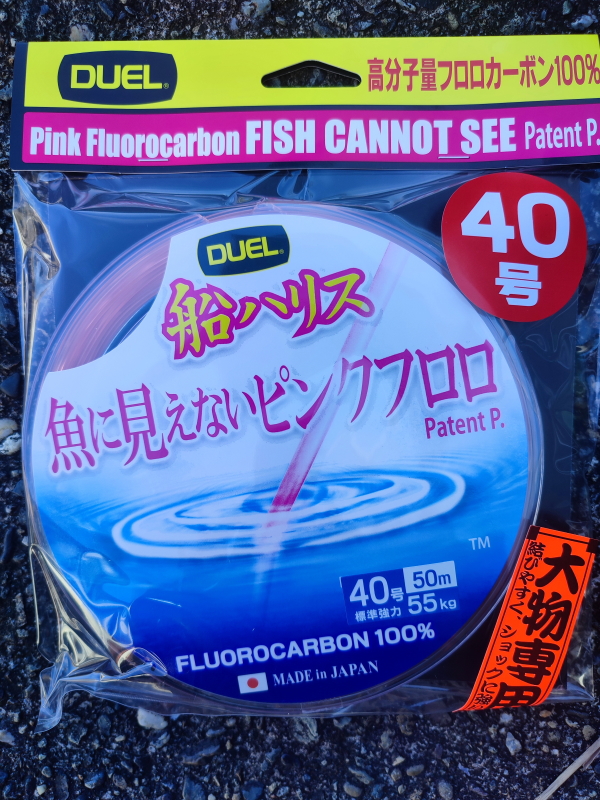 DUEL®
高分子量フロロカーボン100%
Pink Fluorocarbon FISH CANNOT SEE Patent P.
40号
DUEL®
船ハリス
魚に見えないピンクフロロ
Patent P.
TM
40号 50m
標準強力 55kg
FLUOROCARBON 100%
MADE in JAPAN
大物専用
結びやすく、ショックに強